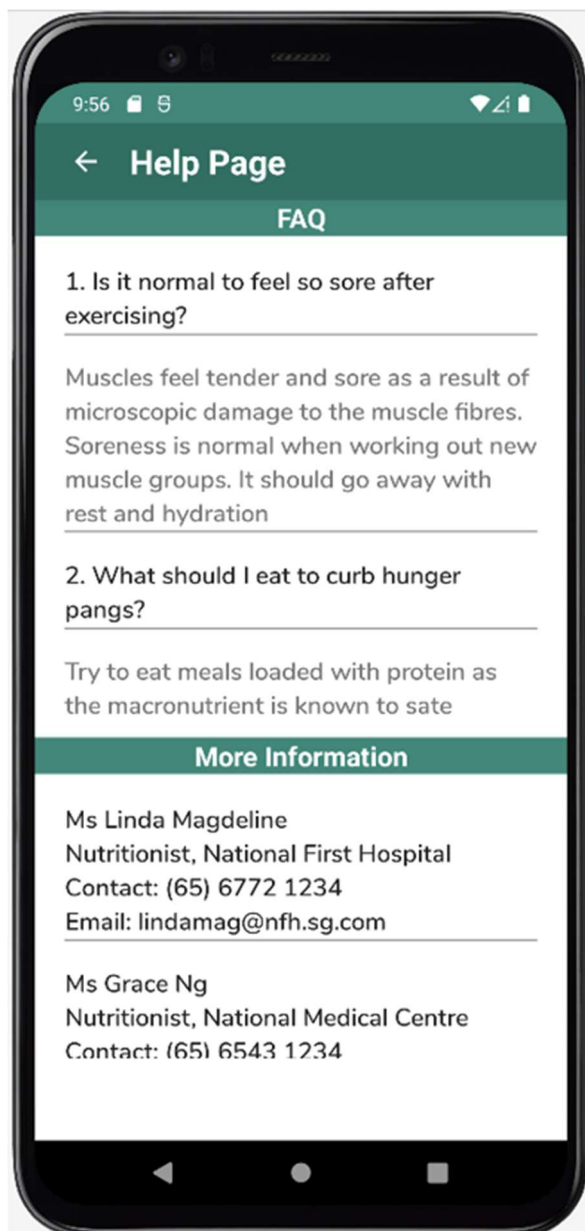 9:56
Help Page
FAQ
1. Is it normal to feel so sore after
exercising?
Muscles feel tender and sore as a result of
microscopic damage to the muscle fibres.
Soreness is normal when working out new
muscle groups. It should go away with
rest and hydration
2. What should I eat to curb hunger
pangs?
Try to eat meals loaded with protein as
the macronutrient is known to sate
More Information
Ms Linda Magdeline
Nutritionist, National First Hospital
Contact: (65) 6772 1234
Email: lindamag@nfh.sg.com
Ms Grace Ng
Nutritionist, National Medical Centre
Contact: (65) 6543 1234